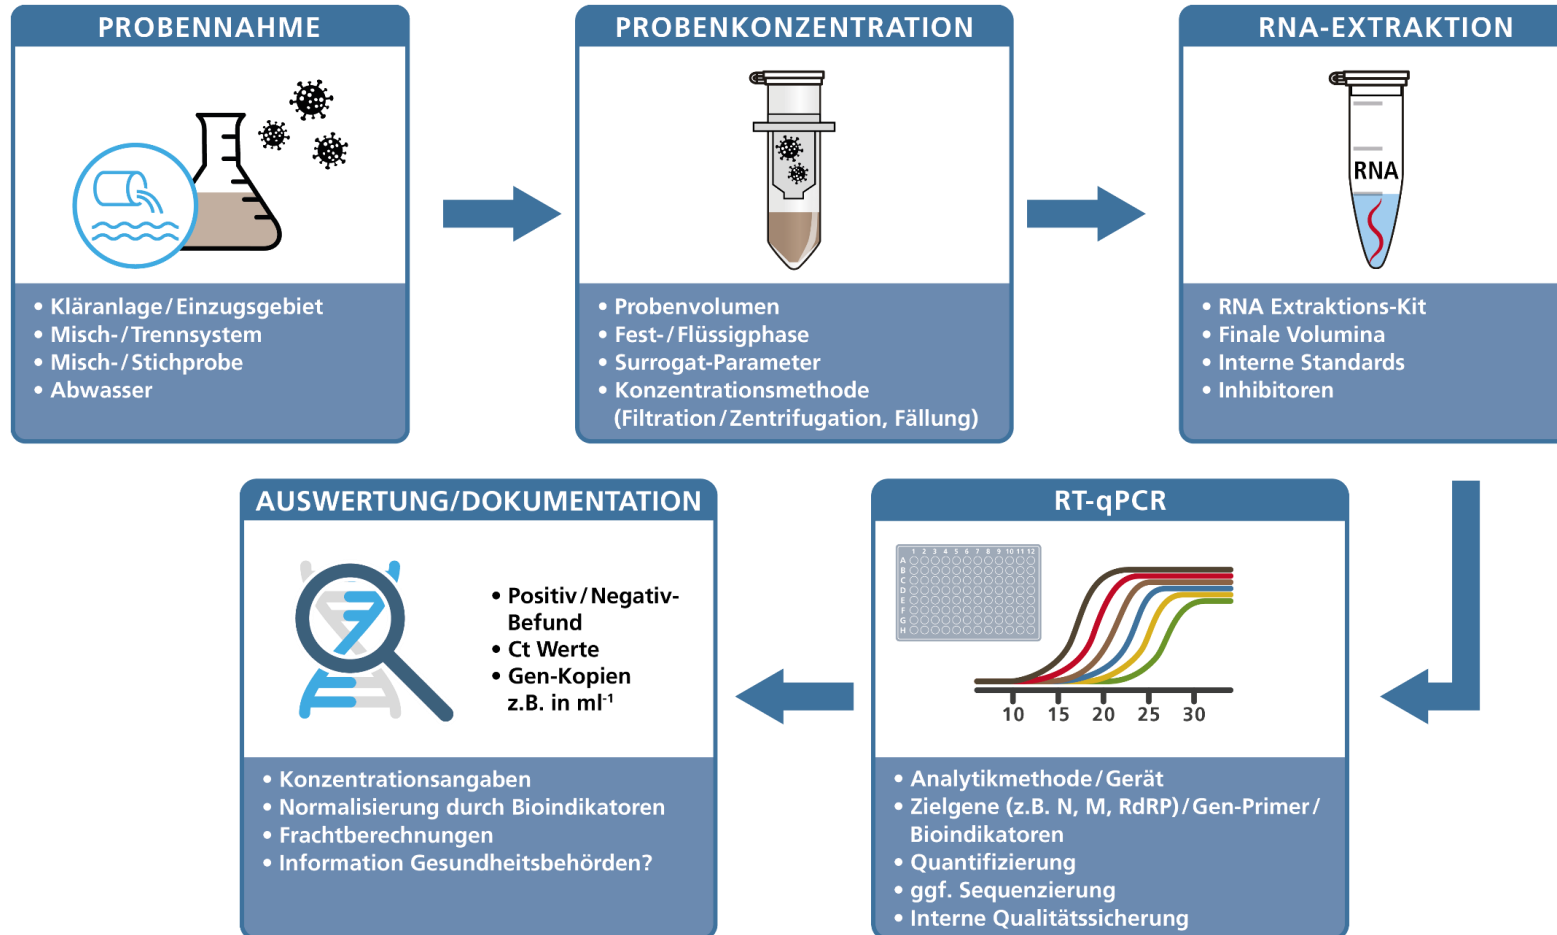 PROBENNAHME
• Kläranlage/Einzugsgebiet
• Misch-/Trennsystem
• Misch-/Stichprobe
• Abwasser
PROBENKONZENTRATION
• Probenvolumen
• Fest-/Flüssigphase
• Surrogat-Parameter
• Konzentrationsmethode
(Filtration/Zentrifugation, Fällung)
RNA-EXTRAKTION
RNA
• RNA Extraktions-Kit
• Finale Volumina
• Interne Standards
• Inhibitoren
RT-qPCR
1 2 3 4 5 6 7 8 9 10 11 12
A
B
C
D
E
F
G
H
10 15 20 25 30
• Analytikmethode/Gerät
• Zielgene (z.B. N, M, RdRP)/Gen-Primer/
Bioindikatoren
• Quantifizierung
• ggf. Sequenzierung
• Interne Qualitätssicherung
AUSWERTUNG/DOKUMENTATION
• Positiv/Negativ-
Befund
• Ct Werte
• Gen-Kopien
z.B. in ml⁻¹
• Konzentrationsangaben
• Normalisierung durch Bioindikatoren
• Frachtberechnungen
• Information Gesundheitsbehörden?